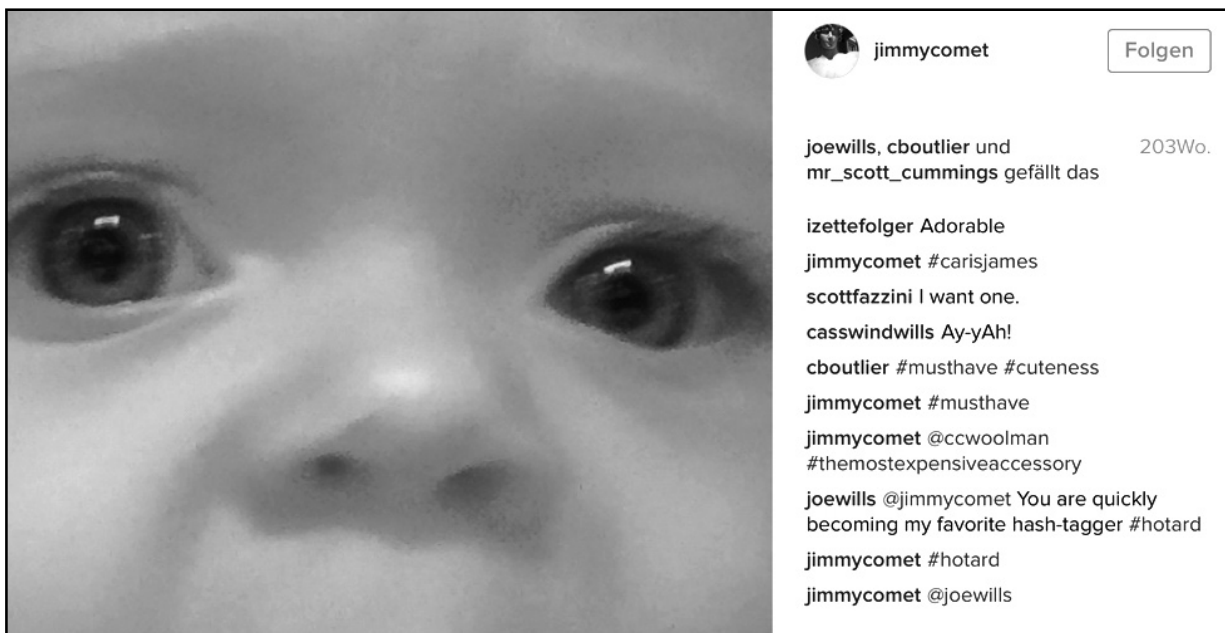 jimmycomet
Folgen
joewills, cboutlier und
203Wo.
mr_scott_cummings gefällt das
izettefolger Adorable
jimmycomet #carisjames
scottfazzini I want one.
casswindwills Ay-yAh!
cboutlier #musthave #cuteness
jimmycomet #musthave
jimmycomet @ccwoolman
#themostexpensiveaccessory
joewills @jimmycomet You are quickly
becoming my favorite hash-tagger #hotard
jimmycomet #hotard
jimmycomet @joewills